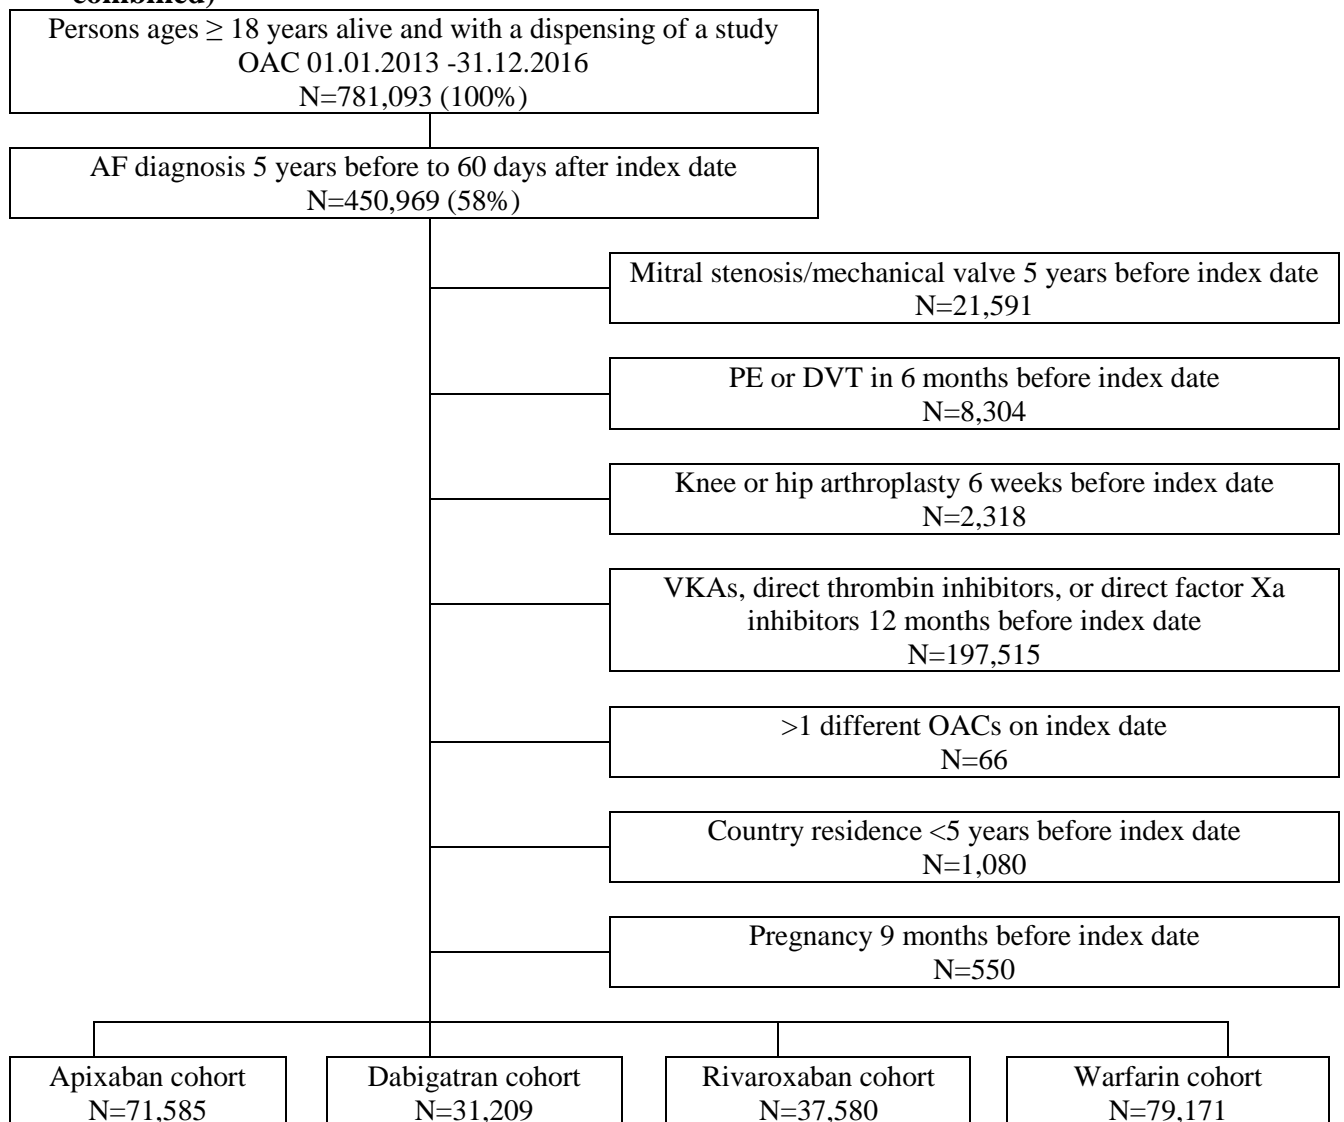 combined)
Persons ages ≥ 18 years alive and with a dispensing of a study
OAC 01.01.2013 -31.12.2016
N=781,093 (100%)
AF diagnosis 5 years before to 60 days after index date
N=450,969 (58%)
Mitral stenosis/mechanical valve 5 years before index date
N=21,591
PE or DVT in 6 months before index date
N=8,304
Knee or hip arthroplasty 6 weeks before index date
N=2,318
VKAs, direct thrombin inhibitors, or direct factor Xa
inhibitors 12 months before index date
N=197,515
>1 different OACs on index date
N=66
Country residence <5 years before index date
N=1,080
Pregnancy 9 months before index date
N=550
Apixaban cohort
N=71,585
Dabigatran cohort
N=31,209
Rivaroxaban cohort
N=37,580
Warfarin cohort
N=79,171